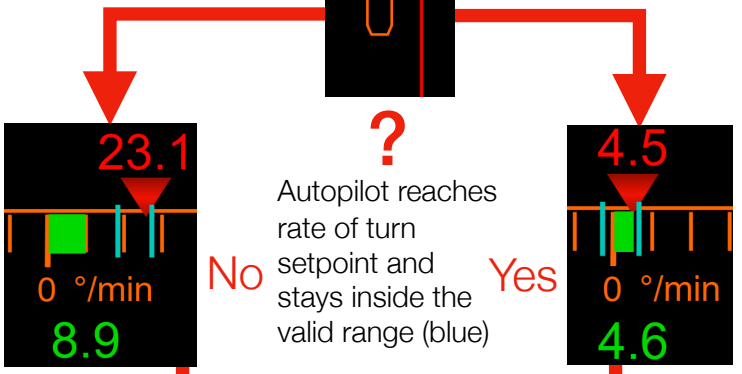 ?
23.1
4.5
Autopilot reaches
rate of turn
setpoint and
stays inside the
valid range (blue)
No
Yes
0 °/min
0 °/min
8.9
4.6